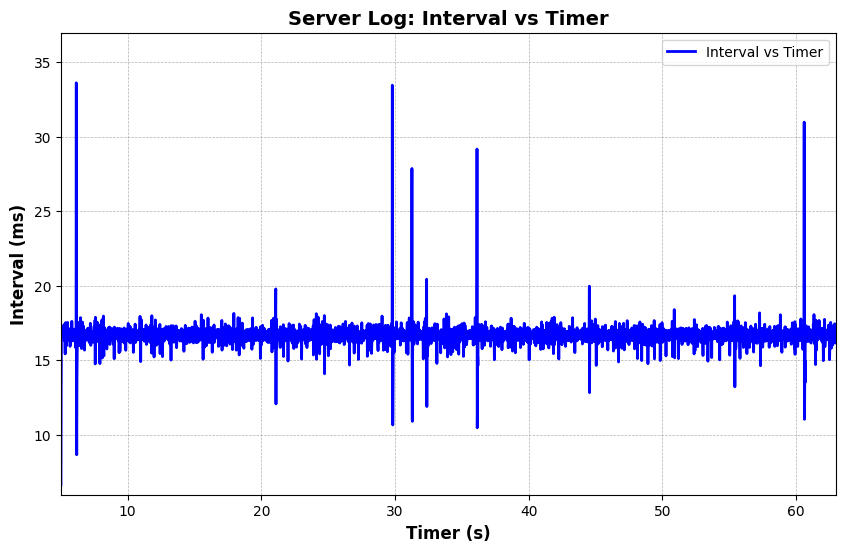 Server Log: Interval vs Timer
Interval vs Timer
35
30
25
20
15
10
Interval (ms)
10 20 30 40 50 60
Timer (s)